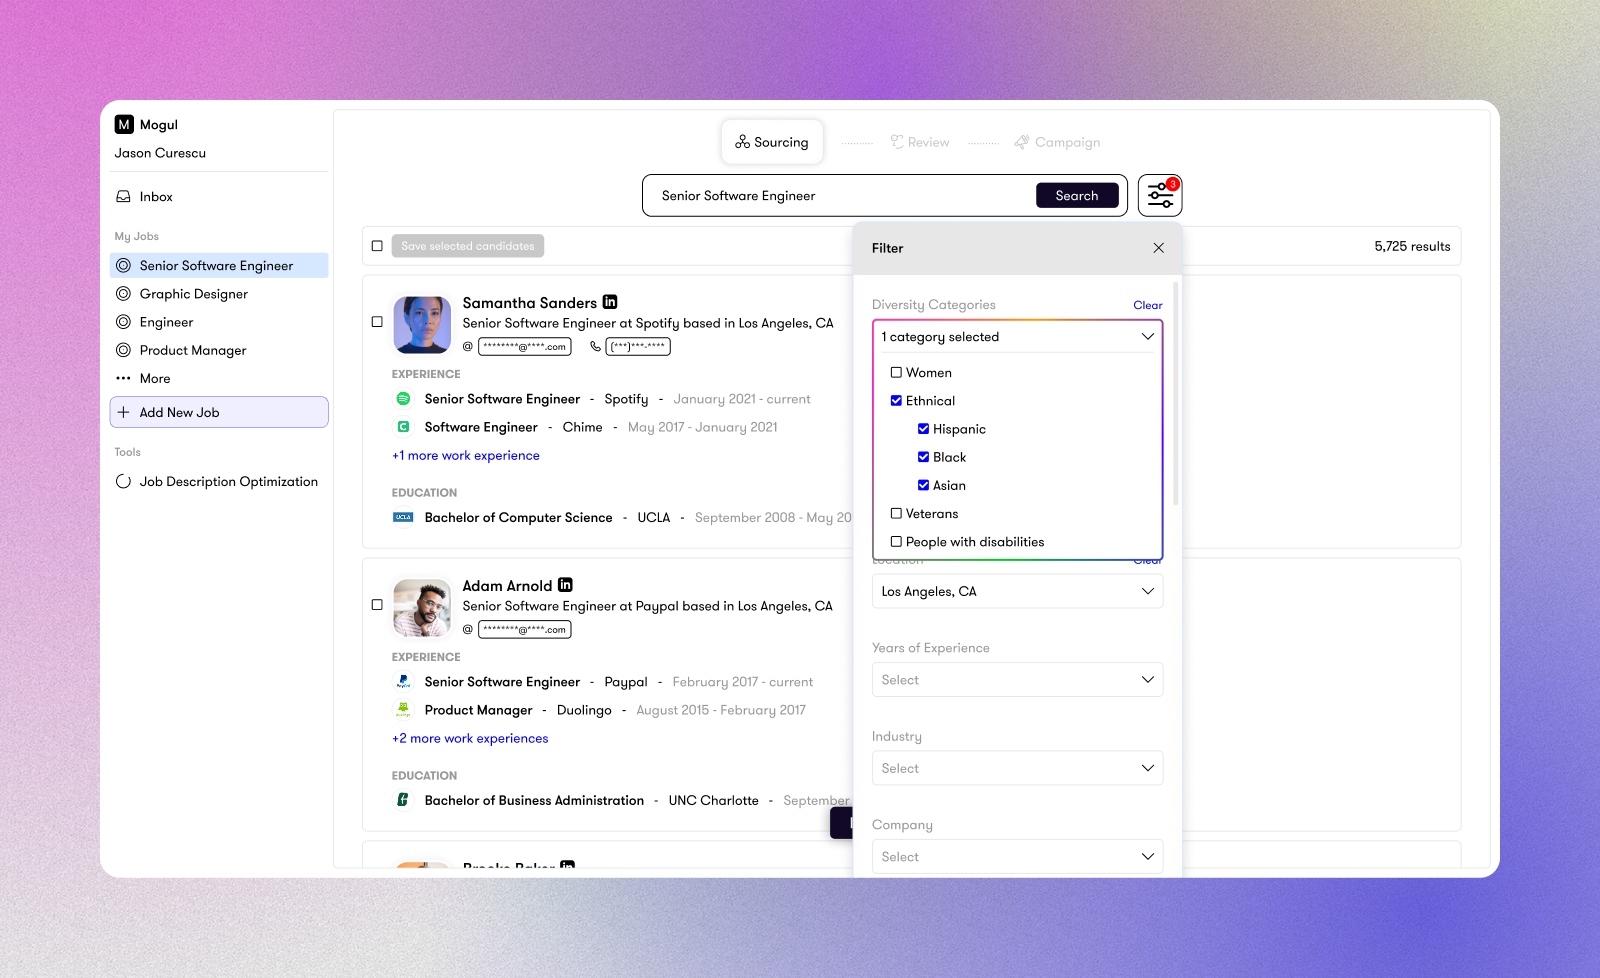 M Mogul
Jason Curescu
Inbox
My Jobs
Senior Software Engineer
Graphic Designer
Engineer
Product Manager
More
Add New Job
Tools
Job Description Optimization
Sourcing
Review
Campaign
Senior Software Engineer
Search
3
Save selected candidates
5,725 results
Samantha Sanders in
Senior Software Engineer at Spotify based in Los Angeles, CA
@ ********@****.com (***)***-****
EXPERIENCE
Senior Software Engineer - Spotify - January 2021 - current
Software Engineer - Chime - May 2017 - January 2021
+1 more work experience
EDUCATION
UCLA Bachelor of Computer Science - UCLA - September 2008 - May 20
Adam Arnold in
Senior Software Engineer at Paypal based in Los Angeles, CA
@ ********@****.com
EXPERIENCE
PayPal Senior Software Engineer - Paypal - February 2017 - current
Product Manager - Duolingo - August 2015 - February 2017
+2 more work experiences
EDUCATION
Bachelor of Business Administration - UNC Charlotte - September
Brooke Baker in
Filter
Diversity Categories
Clear
1 category selected
Women
Ethnical
Hispanic
Black
Asian
Veterans
People with disabilities
Location
Clear
Los Angeles, CA
Years of Experience
Select
Industry
Select
Company
Select